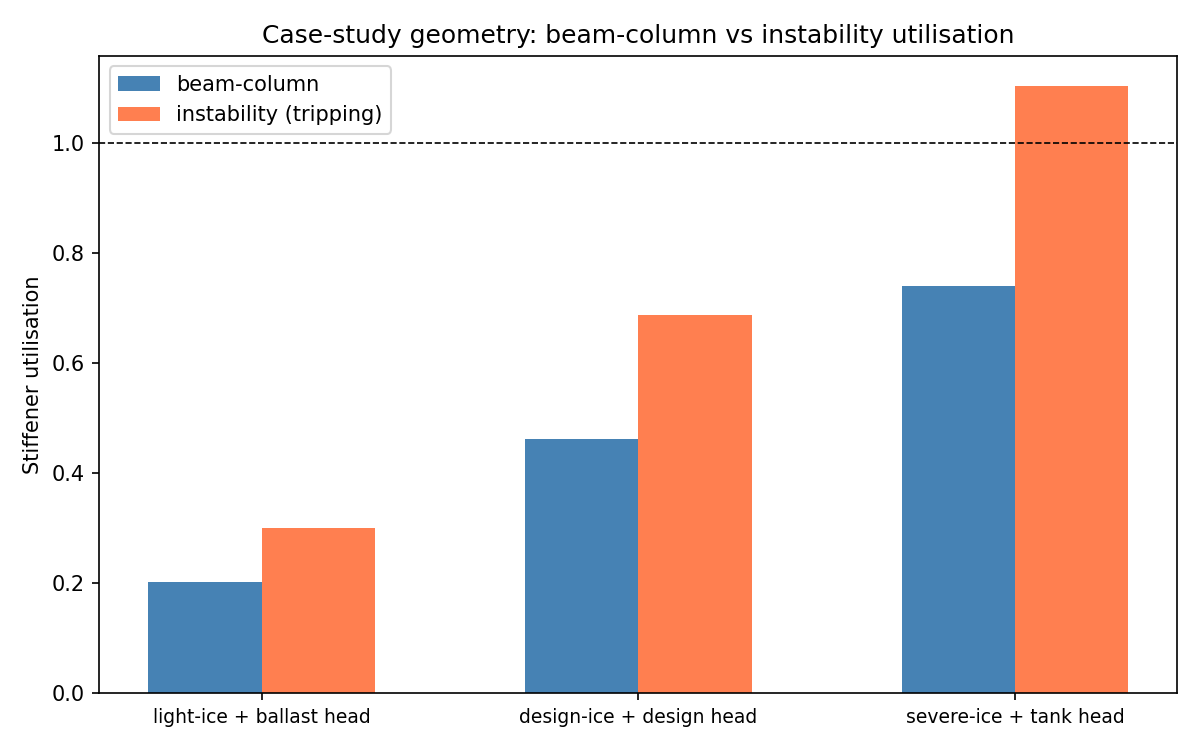 Case-study geometry: beam-column vs instability utilisation
beam-column
instability (tripping)
Stiffener utilisation
1.0
0.8
0.6
0.4
0.2
0.0
light-ice + ballast head
design-ice + design head
severe-ice + tank head